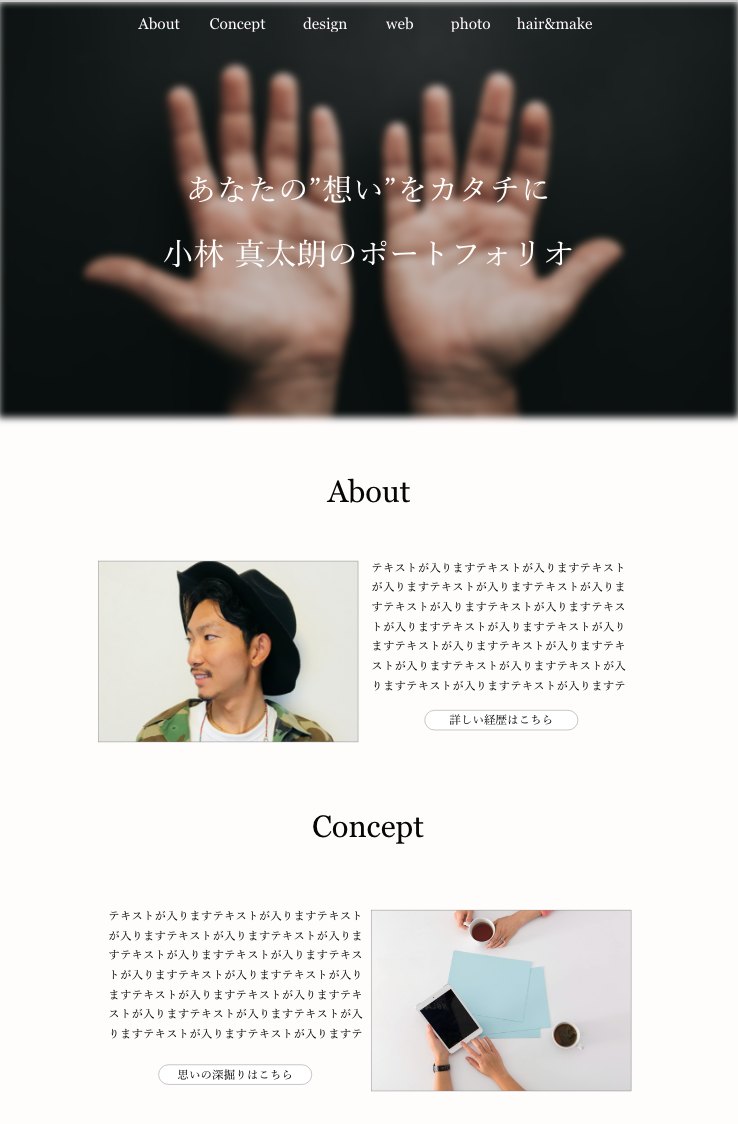 About Concept design web photo hair&make
あなたの”想い”をカタチに
小林 真太朗のポートフォリオ
About
テキストが入りますテキストが入りますテキスト
が入りますテキストが入りますテキストが入りま
すテキストが入りますテキストが入りますテキス
トが入りますテキストが入りますテキストが入り
ますテキストが入りますテキストが入りますテキ
ストが入りますテキストが入りますテキストが入
りますテキストが入りますテキストが入りますテ
詳しい経歴はこちら
Concept
テキストが入りますテキストが入りますテキスト
が入りますテキストが入りますテキストが入りま
すテキストが入りますテキストが入りますテキス
トが入りますテキストが入りますテキストが入り
ますテキストが入りますテキストが入りますテキ
ストが入りますテキストが入りますテキストが入
りますテキストが入りますテキストが入りますテ
思いの深掘りはこちら